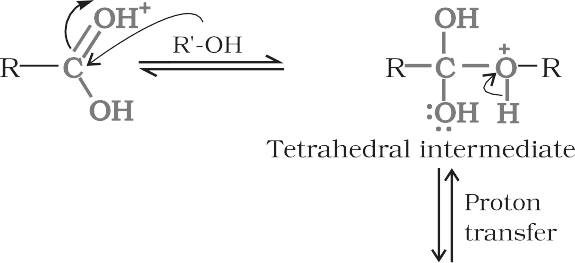 OH⁺
R'-OH
R—C
OH
OH
R—C—O⁺—R
:OH H
Tetrahedral intermediate
Proton
transfer